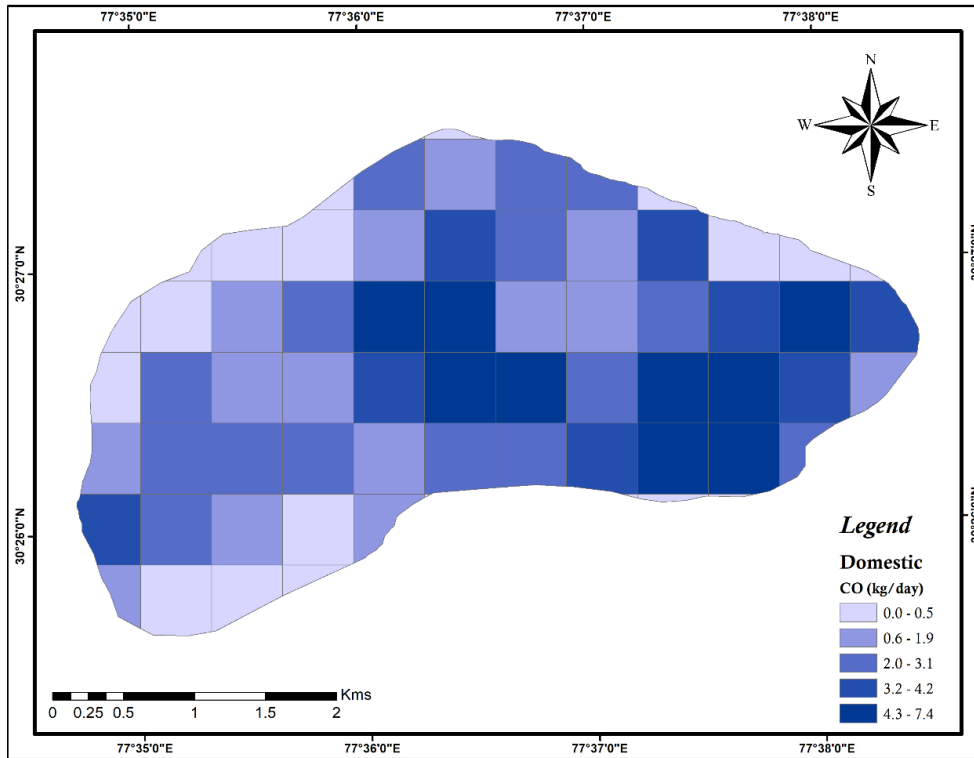 77°35'0"E 77°36'0"E 77°37'0"E 77°38'0"E
N
W E
S
30°27'0"N
30°26'0"N
Legend
Domestic
CO (kg/day)
0.0 - 0.5
0.6 - 1.9
2.0 - 3.1
3.2 - 4.2
4.3 - 7.4
Kms
0 0.25 0.5 1 1.5 2
77°35'0"E 77°36'0"E 77°37'0"E 77°38'0"E